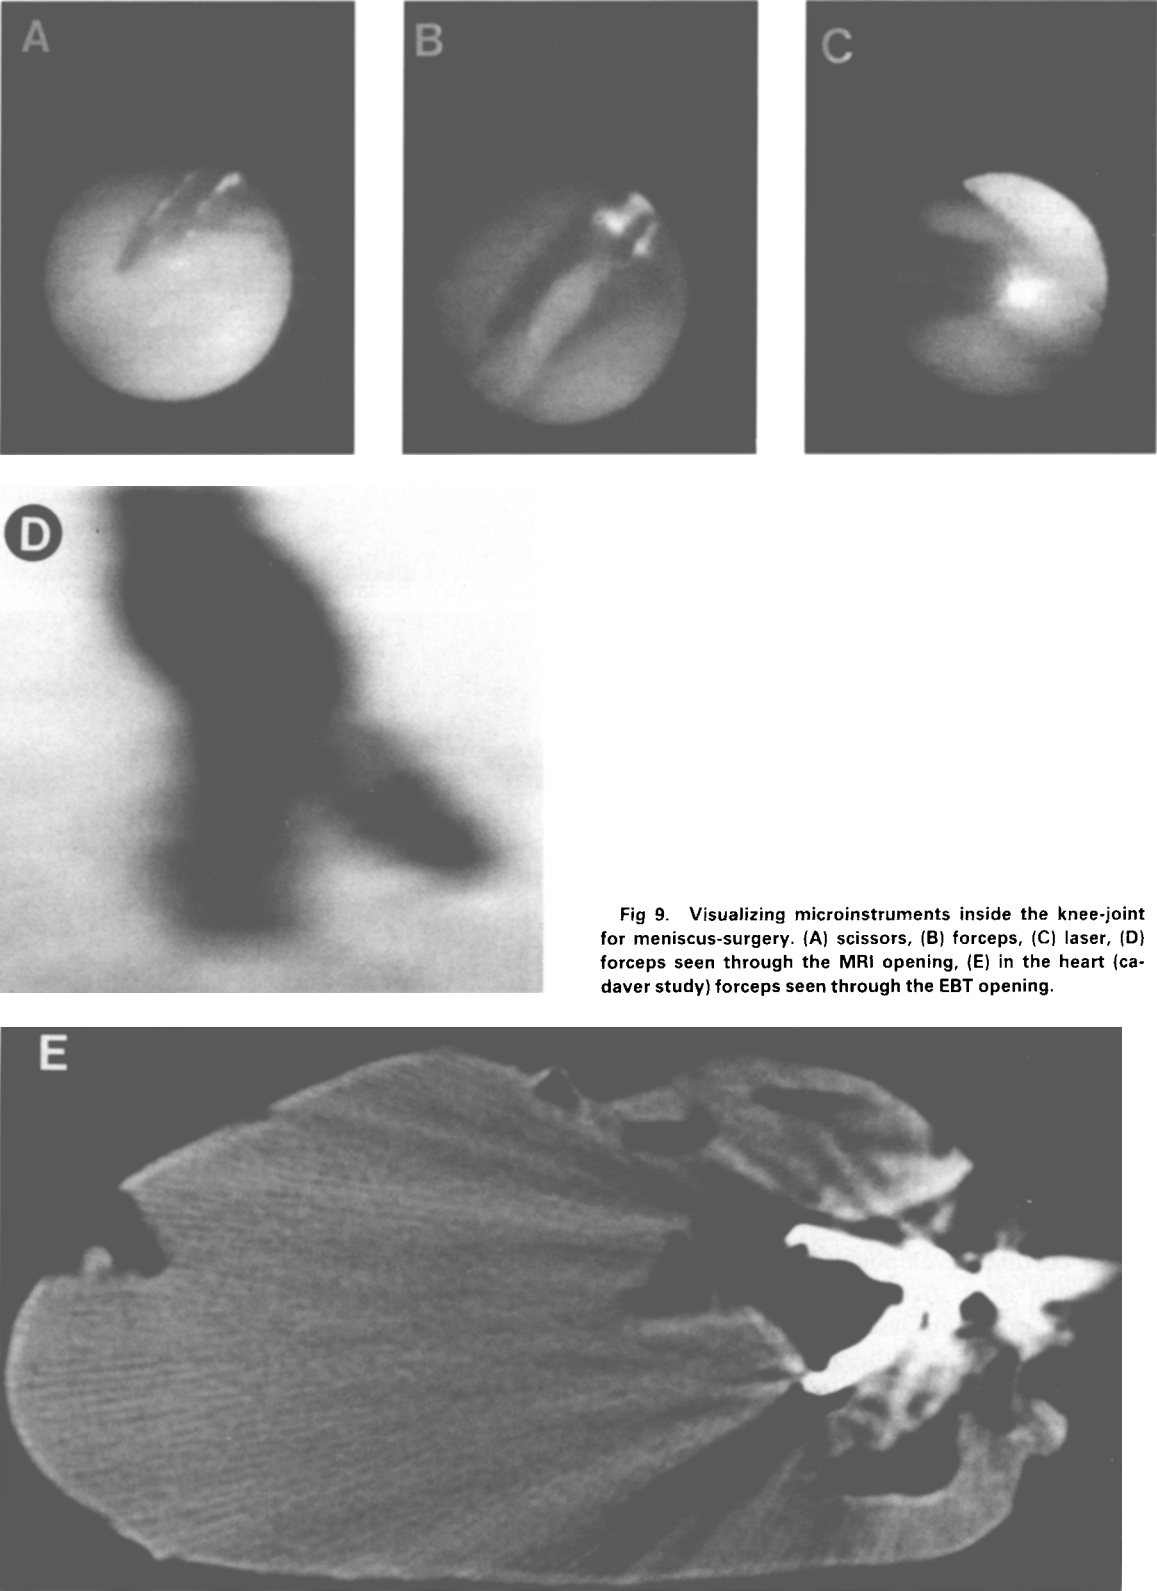 A
B
C
D
Fig 9. Visualizing microinstruments inside the knee-joint
for meniscus-surgery. (A) scissors, (B) forceps, (C) laser, (D)
forceps seen through the MRI opening, (E) in the heart (ca-
daver study) forceps seen through the EBT opening.
E